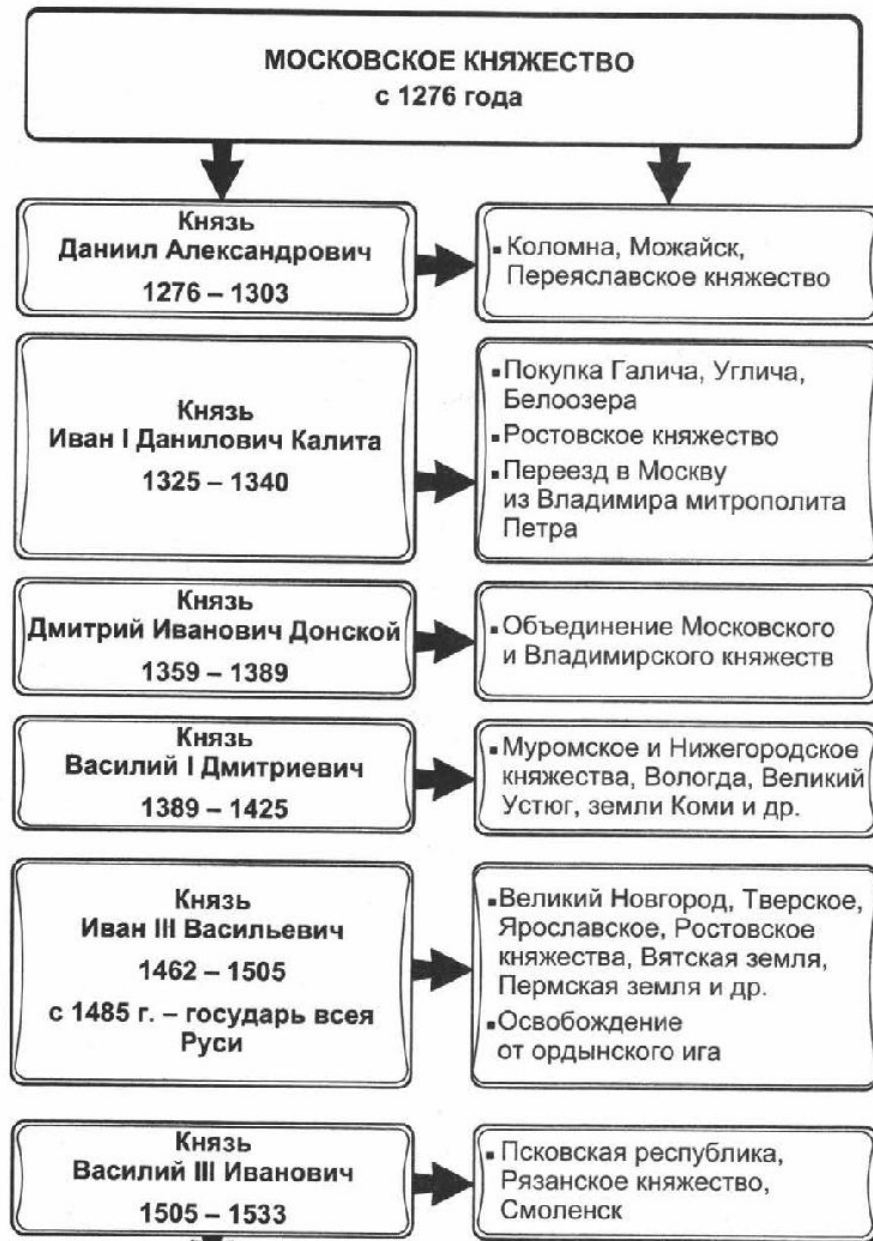 МОСКОВСКОЕ КНЯЖЕСТВО
с 1276 года
Князь
Даниил Александрович
1276 – 1303
▪ Коломна, Можайск,
Переяславское княжество
Князь
Иван I Данилович Калита
1325 – 1340
▪ Покупка Галича, Углича,
Белоозера
▪ Ростовское княжество
▪ Переезд в Москву
из Владимира митрополита
Петра
Князь
Дмитрий Иванович Донской
1359 – 1389
▪ Объединение Московского
и Владимирского княжеств
Князь
Василий I Дмитриевич
1389 – 1425
▪ Муромское и Нижегородское
княжества, Вологда, Великий
Устюг, земли Коми и др.
Князь
Иван III Васильевич
1462 – 1505
с 1485 г. – государь всея
Руси
▪ Великий Новгород, Тверское,
Ярославское, Ростовское
княжества, Вятская земля,
Пермская земля и др.
▪ Освобождение
от ордынского ига
Князь
Василий III Иванович
1505 – 1533
▪ Псковская республика,
Рязанское княжество,
Смоленск